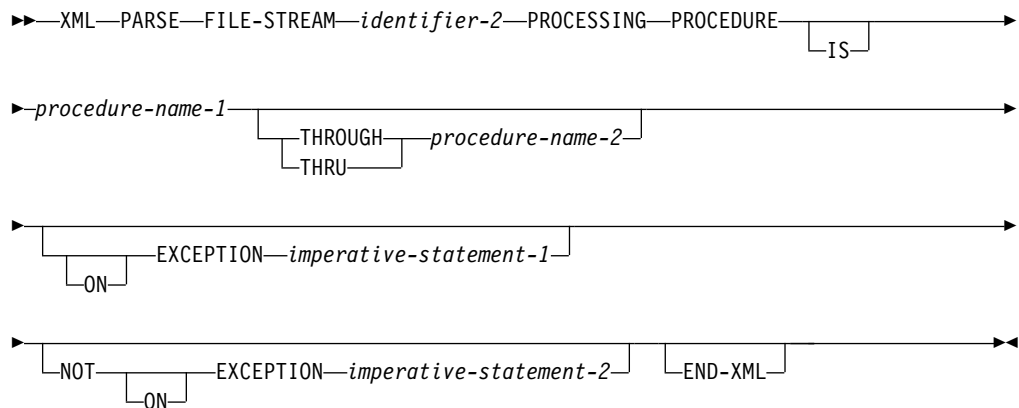 XML PARSE FILE-STREAM identifier-2 PROCESSING PROCEDURE
IS
procedure-name-1
THROUGH procedure-name-2
THRU
EXCEPTION imperative-statement-1
ON
NOT EXCEPTION imperative-statement-2 END-XML
ON